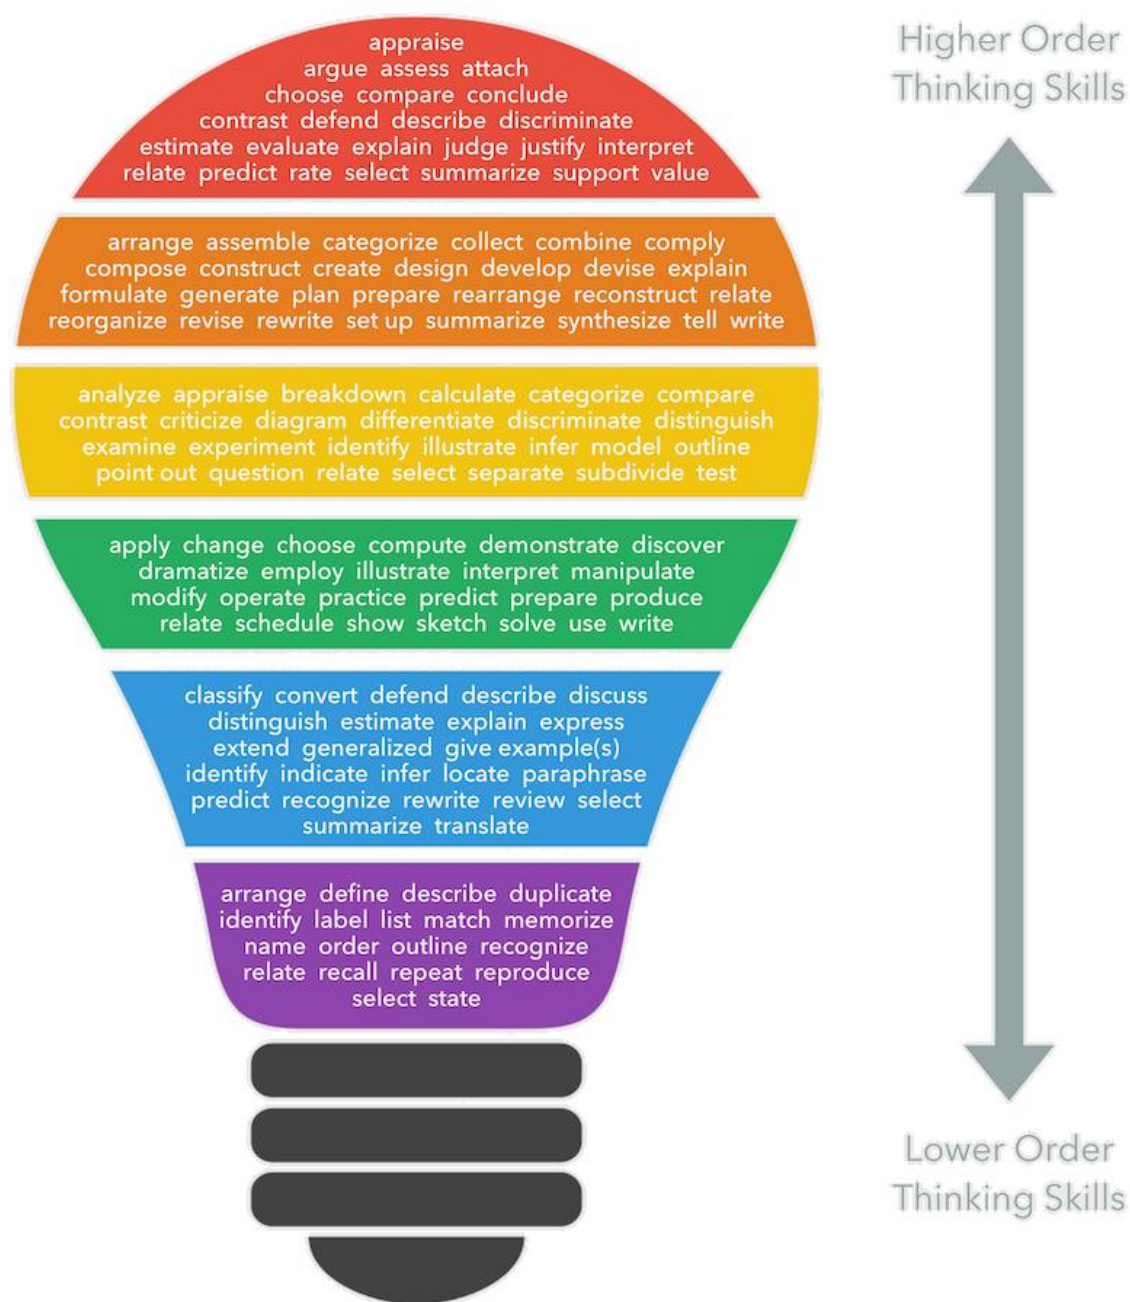 appraise
argue assess attach
choose compare conclude
contrast defend describe discriminate
estimate evaluate explain judge justify interpret
relate predict rate select summarize support value
arrange assemble categorize collect combine comply
compose construct create design develop devise explain
formulate generate plan prepare rearrange reconstruct relate
reorganize revise rewrite set up summarize synthesize tell write
analyze appraise breakdown calculate categorize compare
contrast criticize diagram differentiate discriminate distinguish
examine experiment identify illustrate infer model outline
point out question relate select separate subdivide test
apply change choose compute demonstrate discover
dramatize employ illustrate interpret manipulate
modify operate practice predict prepare produce
relate schedule show sketch solve use write
classify convert defend describe discuss
distinguish estimate explain express
extend generalized give example(s)
identify indicate infer locate paraphrase
predict recognize rewrite review select
summarize translate
arrange define describe duplicate
identify label list match memorize
name order outline recognize
relate recall repeat reproduce
select state
Higher Order
Thinking Skills
Lower Order
Thinking Skills